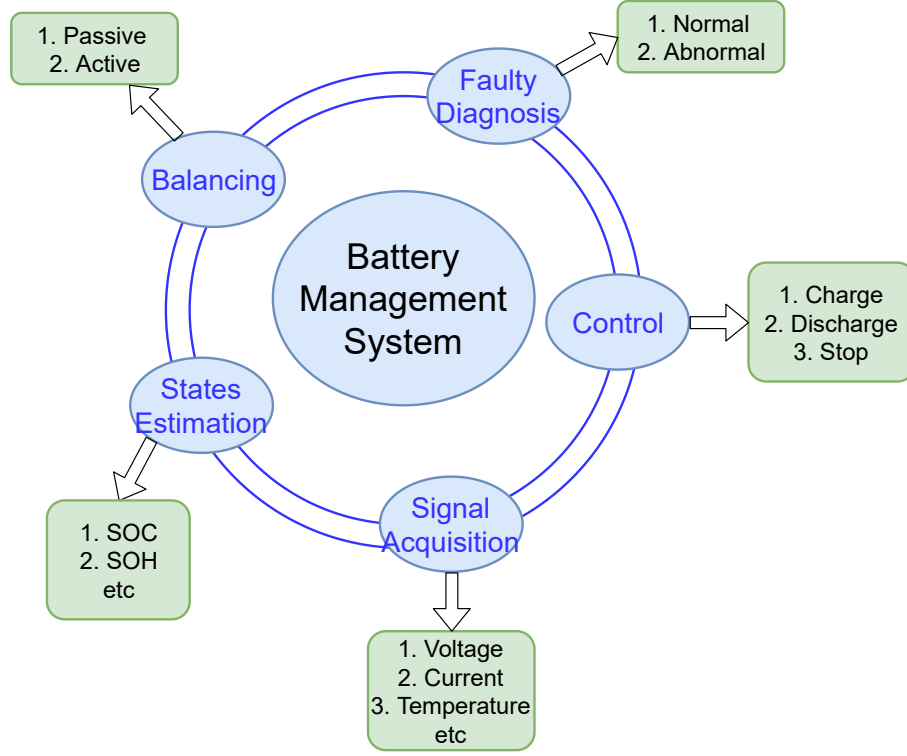 1. Passive
2. Active
1. Normal
2. Abnormal
Faulty
Diagnosis
Balancing
Battery
Management
System
Control
1. Charge
2. Discharge
3. Stop
States
Estimation
Signal
Acquisition
1. SOC
2. SOH
etc
1. Voltage
2. Current
3. Temperature
etc